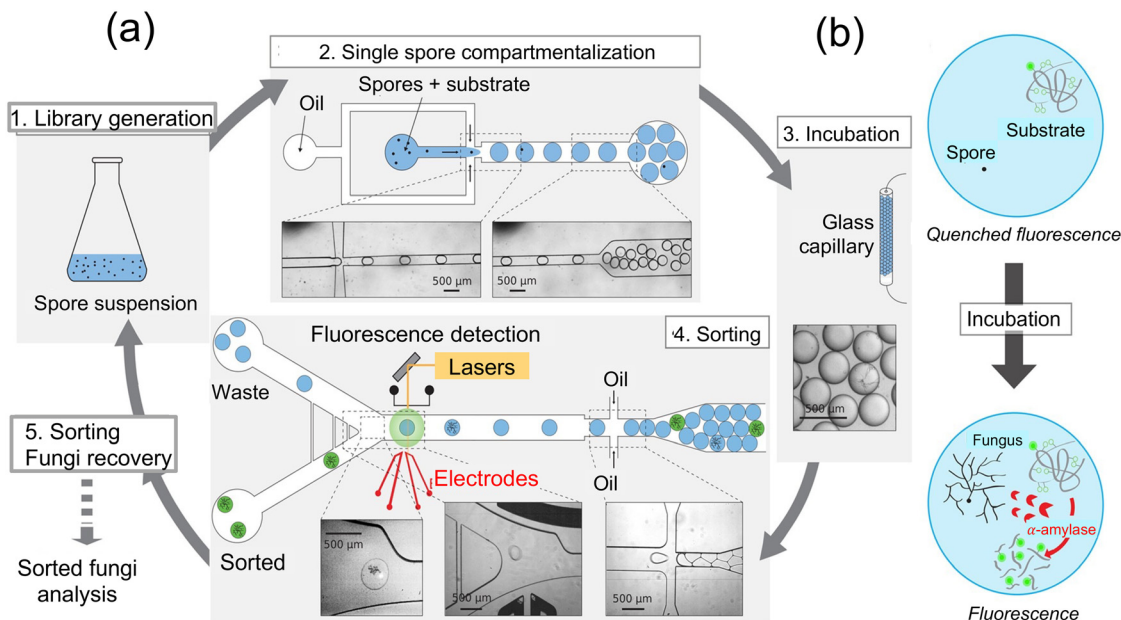 (a)
(b)
1. Library generation
Spore suspension
2. Single spore compartmentalization
Spores + substrate
Oil
500 µm
500 µm
3. Incubation
Glass
capillary
500 µm
4. Sorting
Fluorescence detection
Lasers
Waste
Oil
Oil
Electrodes
Sorted
500 µm
500 µm
500 µm
5. Sorting
Fungi recovery
Sorted fungi
analysis
Substrate
Spore
Quenched fluorescence
Incubation
Fungus
α-amylase
Fluorescence